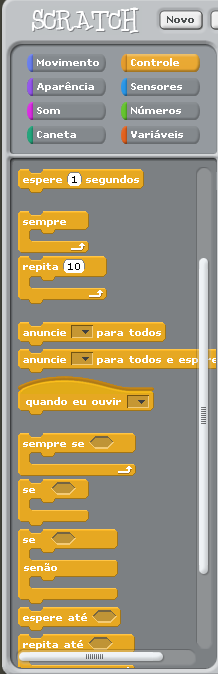 SCRATCH Novo
Movimento Controle
Aparência Sensores
Som Números
Caneta Variáveis
espere 1 segundos
sempre
repita 10
anuncie para todos
anuncie para todos e espere
quando eu ouvir
sempre se
se
se
senão
espere até
repita até